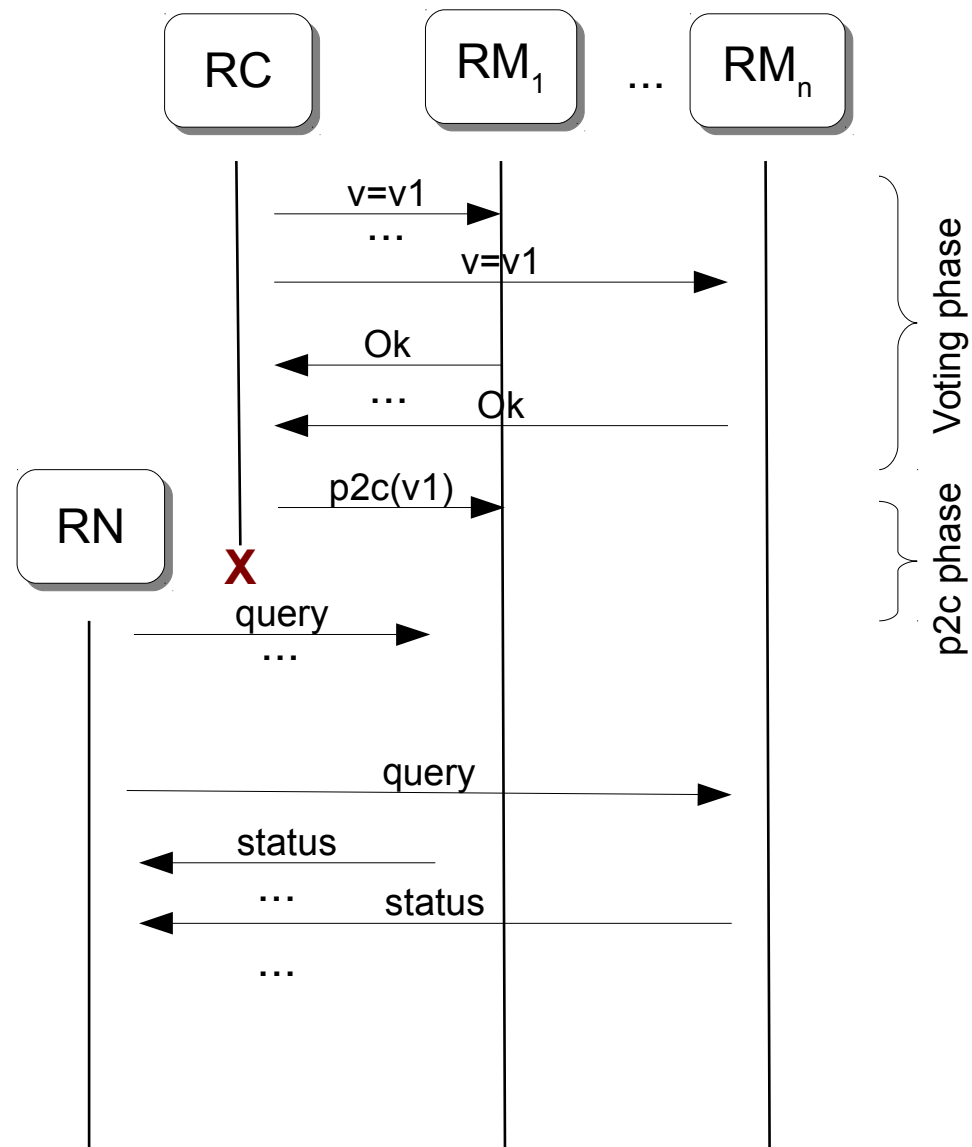 RC
RM1
...
RMn
v=v1
...
v=v1
Ok
...
Ok
Voting phase
p2c(v1)
RN
X
p2c phase
query
...
query
status
...
status
...